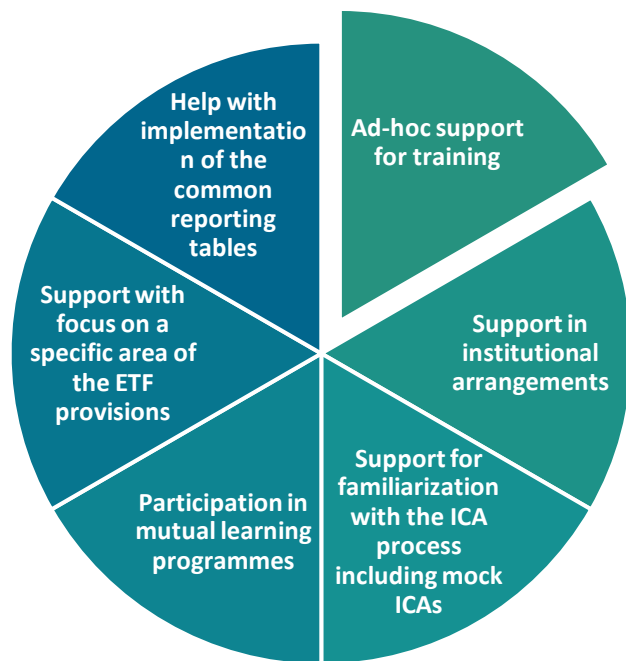 Ad-hoc support
for training
Support in
institutional
arrangements
Support for
familiarization
with the ICA
process
including mock
ICAs
Participation in
mutual learning
programmes
Support with
focus on a
specific area of
the ETF
provisions
Help with
implementatio
n of the
common
reporting
tables